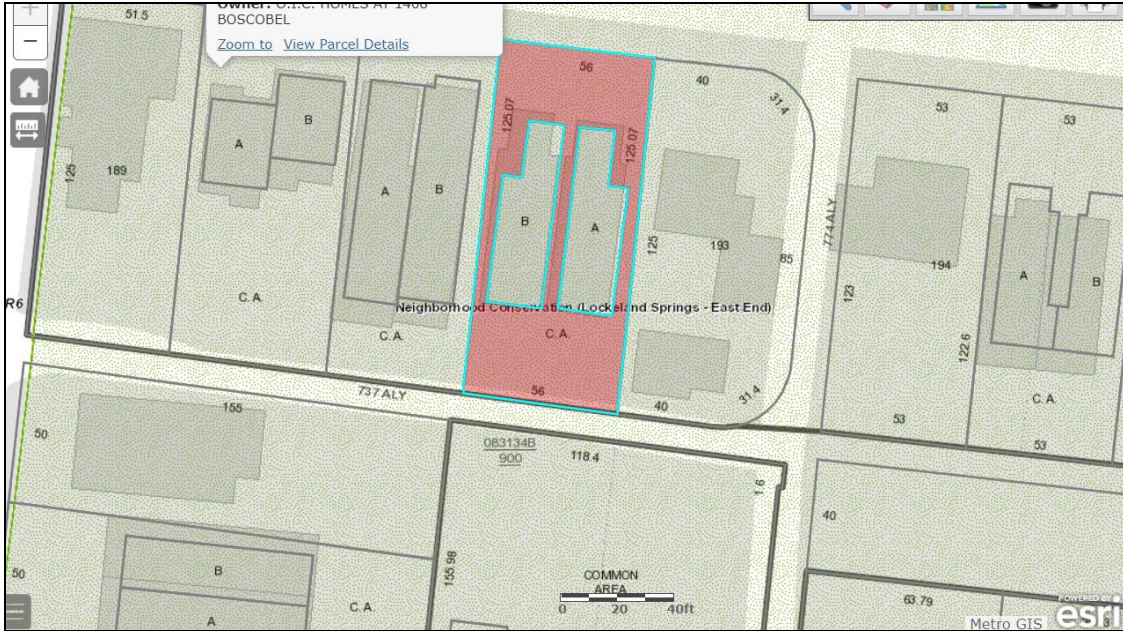 +
−
Owner: O.I.C. HOMES AT 1406
BOSCOBEL
Zoom to View Parcel Details
51.5
56
40
31.4
53
53
A
B
A
B
125.07
125.07
B
A
125
189
125
193
774 ALY
85
194
123
122.6
A
B
R6
C. A.
C. A.
Neighborhood Conservation (Lockeland Springs - East End)
C. A.
C. A.
737 ALY
56
40
31.4
53
53
155
50
083134B
900
118.4
1.6
40
50
B
A
C. A.
155.98
COMMON
AREA
0 20 40ft
63.79
Metro GIS
POWERED BY
esri